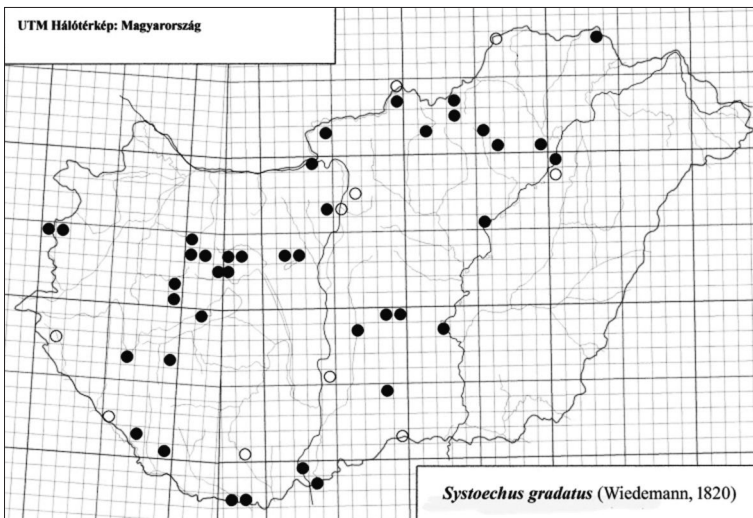 UTM Hálótérkép: Magyarország
Systoechus gradatus (Wiedemann, 1820)